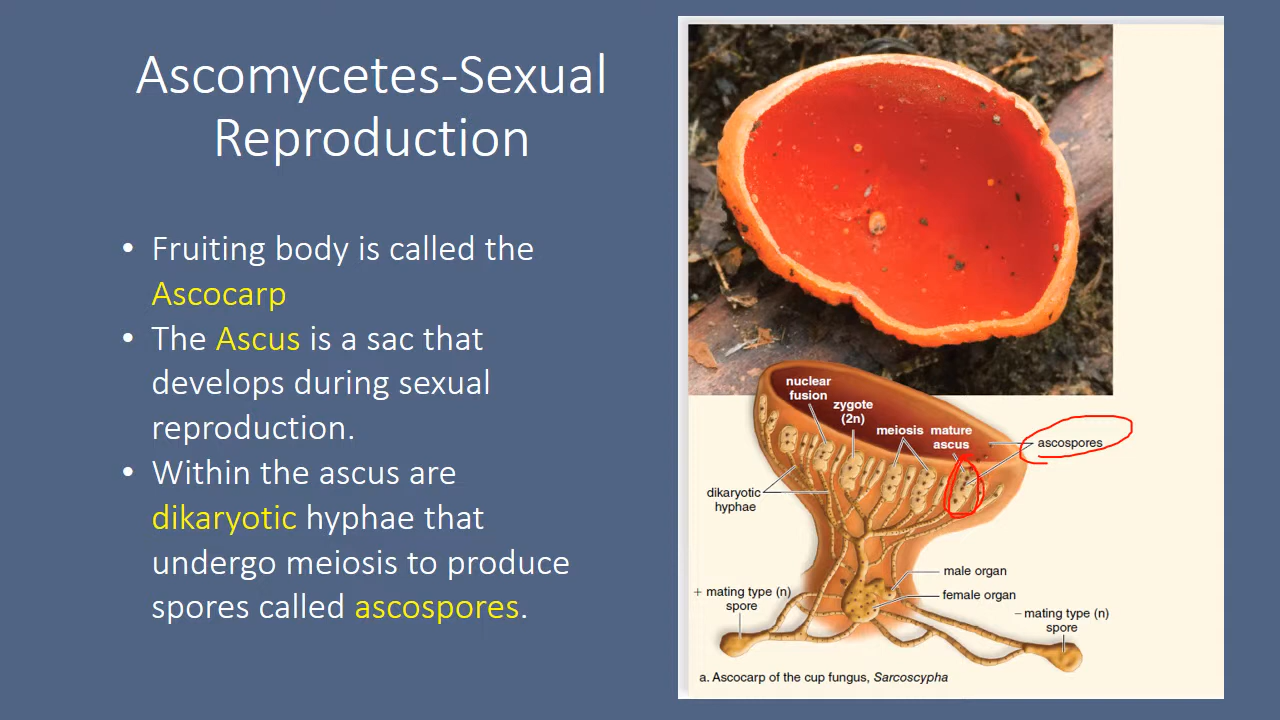 Ascomycetes-Sexual
Reproduction
• Fruiting body is called the
Ascocarp
• The Ascus is a sac that
develops during sexual
reproduction.
• Within the ascus are
dikaryotic hyphae that
undergo meiosis to produce
spores called ascospores.
nuclear
fusion
zygote
(2n)
meiosis
mature
ascus
ascospores
dikaryotic
hyphae
male organ
female organ
+ mating type (n)
spore
− mating type (n)
spore
a. Ascocarp of the cup fungus, Sarcoscypha